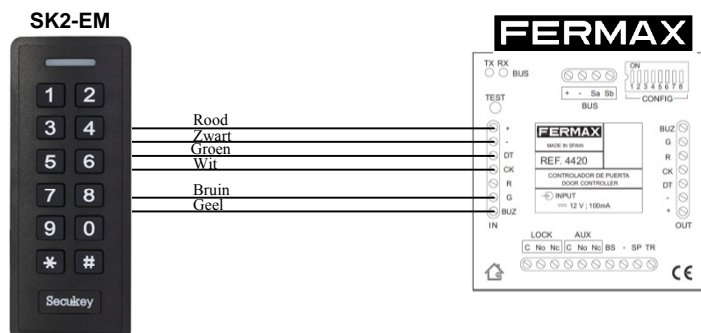 SK2-EM
FERMAX
1 2
3 4
5 6
7 8
9 0
* #
Secukey
Rood
Zwart
Groen
Wit
Bruin
Geel
TX RX
BUS
TEST
+ - Sa Sb
BUS
ON
1 2 3 4 5 6 7 8
CONFIG
+
-
DT
CK
R
G
BUZ
IN
FERMAX
MADE IN SPAIN
REF. 4420
CONTROLADOR DE PUERTA
DOOR CONTROLLER
INPUT
12 V ; 100mA
BUZ
G
R
CK
DT
-
+
OUT
LOCK AUX
C No Nc C No Nc BS - SP TR
CE